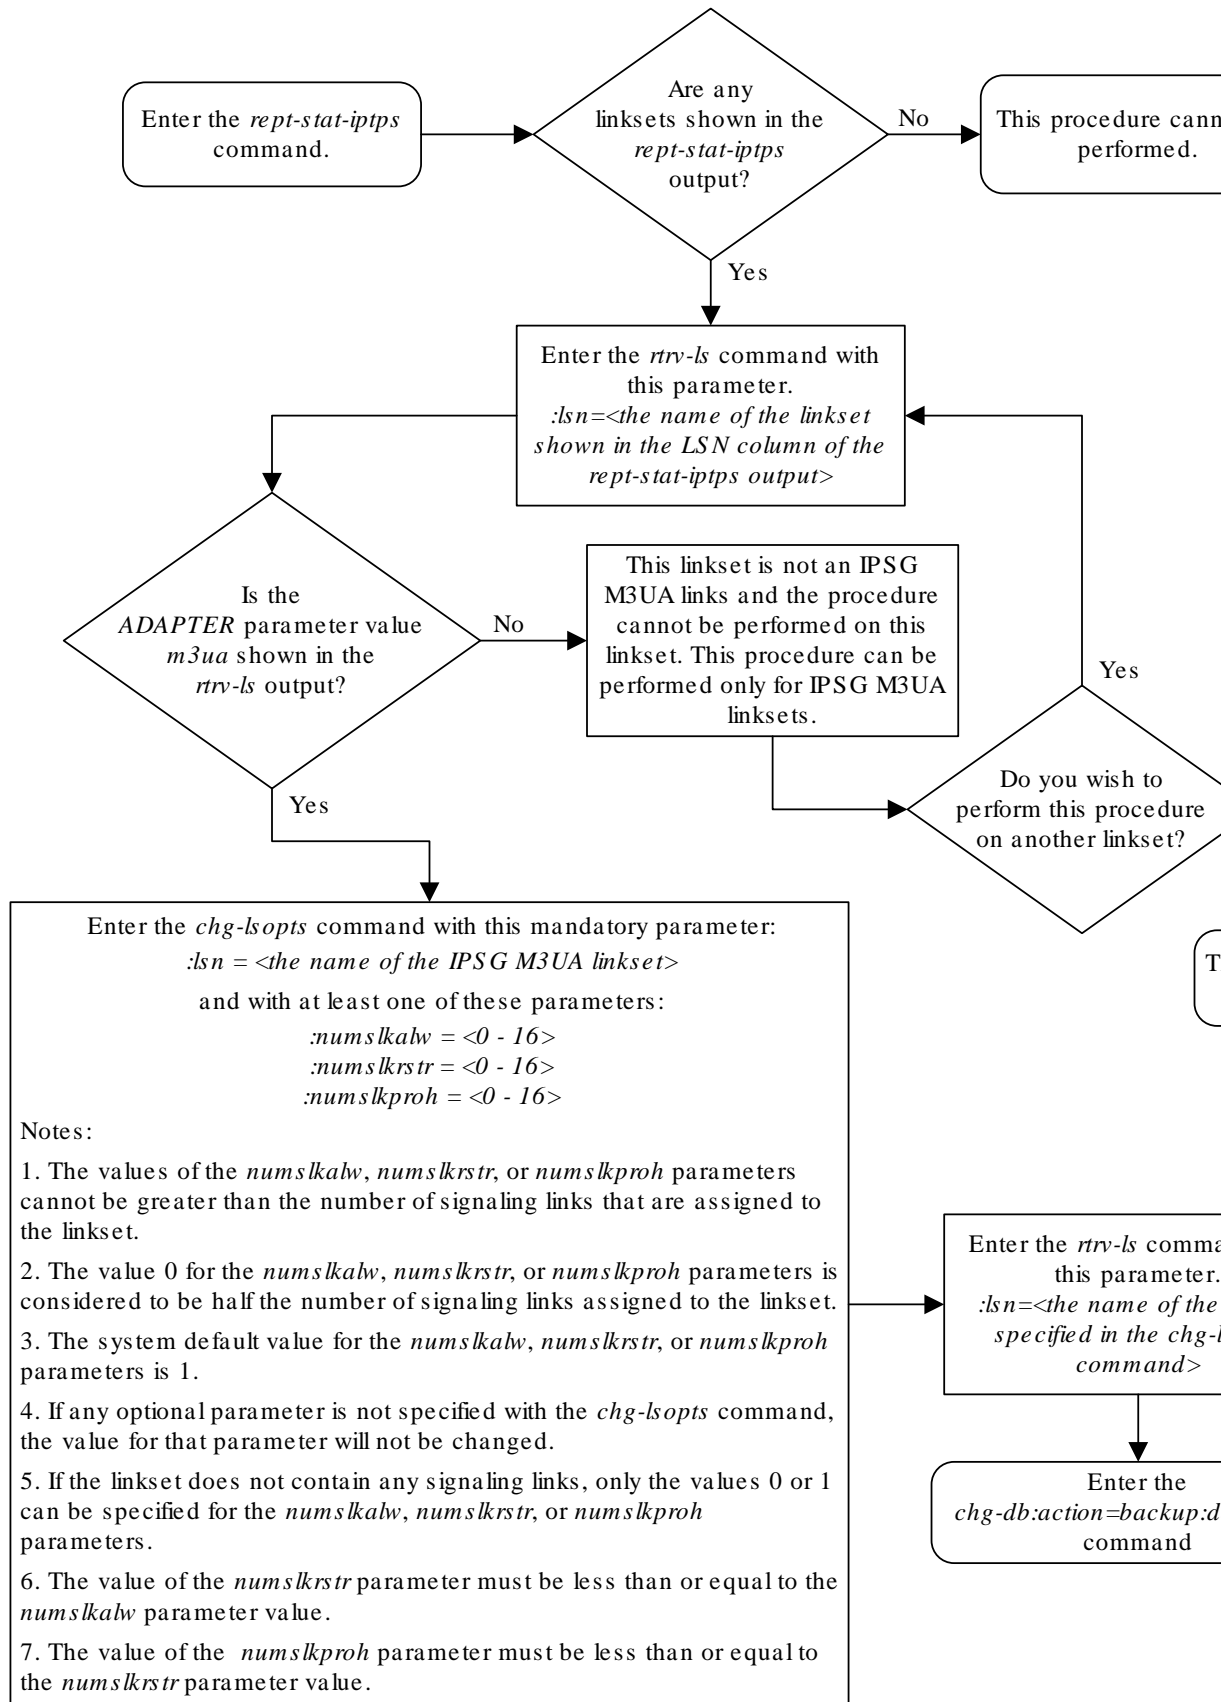 Enter the rept-stat-iptps
command.
Are any
linksets shown in the
rept-stat-iptps
output?
No
This procedure
performed.
Yes
Enter the rtrv-ls command with
this parameter.
:lsn=<the name of the linkset
shown in the LSN column of the
rept-stat-iptps output>
Is the
ADAPTER parameter value
m3ua shown in the
rtrv-ls output?
No
This linkset is not an IPSG
M3UA links and the procedure
cannot be performed on this
linkset. This procedure can be
performed only for IPSG M3UA
linksets.
Yes
Do you wish to
perform this procedure
on another linkset?
Yes
Enter the chg-lsopts command with this mandatory parameter:
:lsn = <the name of the IPSG M3UA linkset>
and with at least one of these parameters:
:numslkalw = <0 - 16>
:numslkrstr = <0 - 16>
:numslkproh = <0 - 16>
Notes:
1. The values of the numslkalw, numslkrstr, or numslkproh parameters
cannot be greater than the number of signaling links that are assigned to
the linkset.
2. The value 0 for the numslkalw, numslkrstr, or numslkproh parameters is
considered to be half the number of signaling links assigned to the linkset.
3. The system default value for the numslkalw, numslkrstr, or numslkproh
parameters is 1.
4. If any optional parameter is not specified with the chg-lsopts command,
the value for that parameter will not be changed.
5. If the linkset does not contain any signaling links, only the values 0 or 1
can be specified for the numslkalw, numslkrstr, or numslkproh
parameters.
6. The value of the numslkrstr parameter must be less than or equal to the
numslkalw parameter value.
7. The value of the numslkproh parameter must be less than or equal to
the numslkrstr parameter value.
Enter the rtrv-ls
this parameter.
:lsn=<the name of the
specified in the
command>
Enter the
chg-db:action=backup:d
command